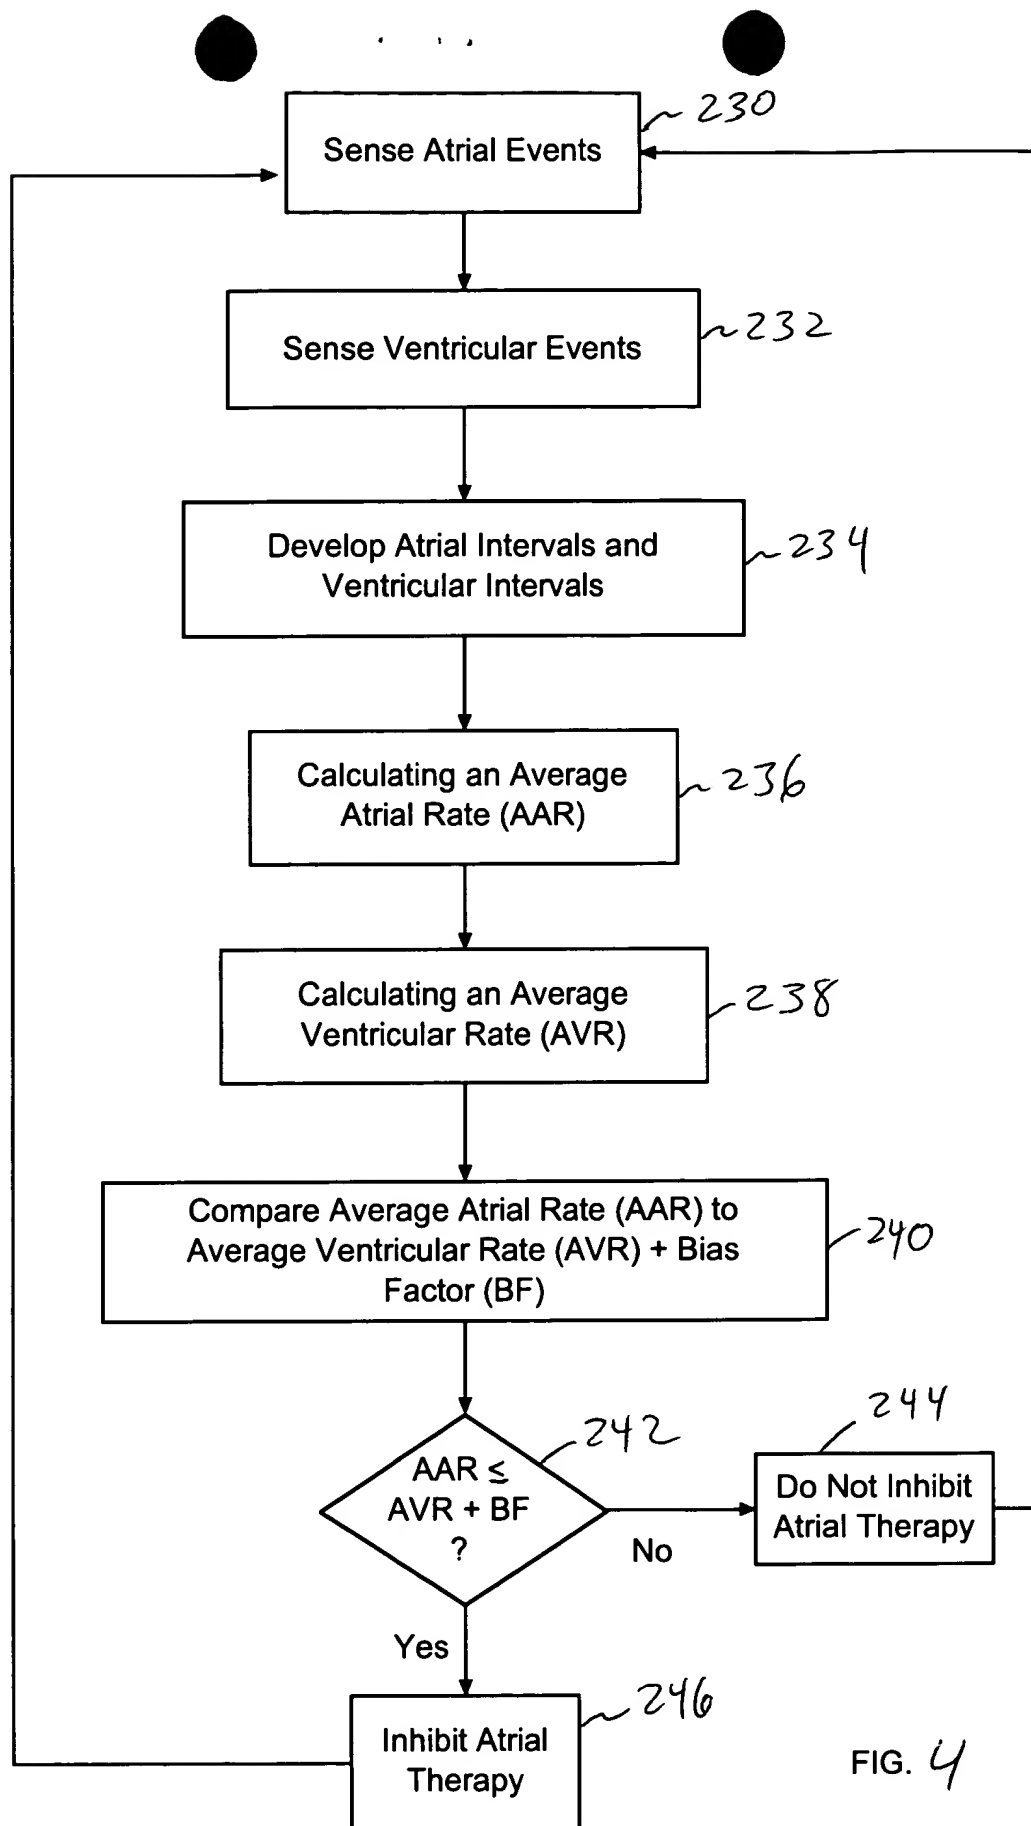 230
Sense Atrial Events
232
Sense Ventricular Events
234
Develop Atrial Intervals and
Ventricular Intervals
236
Calculating an Average
Atrial Rate (AAR)
238
Calculating an Average
Ventricular Rate (AVR)
240
Compare Average Atrial Rate (AAR) to
Average Ventricular Rate (AVR) + Bias
Factor (BF)
242
AAR ≤
AVR + BF
?
No
244
Do Not Inhibit
Atrial Therapy
Yes
246
Inhibit Atrial
Therapy
FIG. 4